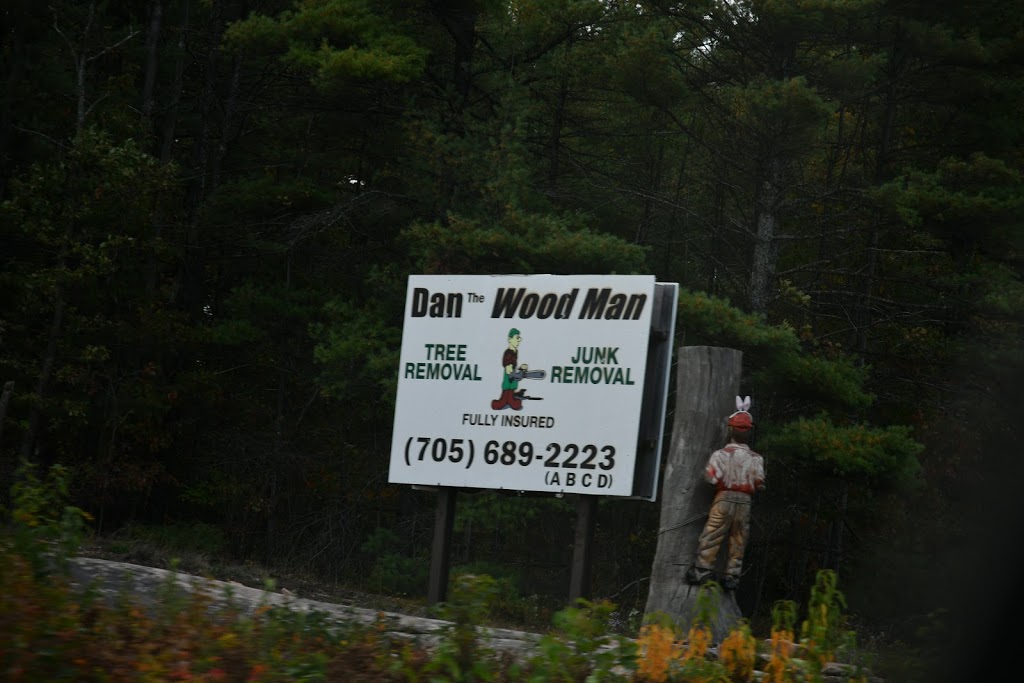 Dan The Wood Man
TREE REMOVAL
JUNK REMOVAL
FULLY INSURED
(705) 689-2223
(A B C D)